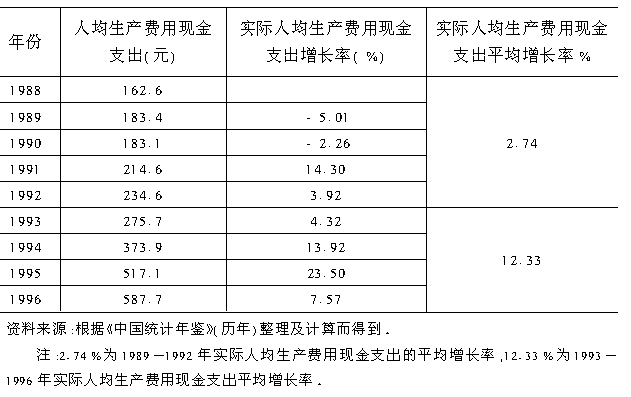 年份 人均生产费用现金支出(元) 实际人均生产费用现金支出增长率( %) 实际人均生产费用现金支出平均增长率 %
1988 162.6
1989 183.4 - 5.01
1990 183.1 - 2.26 2.74
1991 214.6 14.30
1992 234.6 3.92
1993 275.7 4.32
1994 373.9 13.92
12.33
1995 517.1 23.50
1996 587.7 7.57
资料来源:根据《中国统计年鉴》(历年)整理及计算而得到.
注:2.74 %为 1989 —1992 年实际人均生产费用现金支出的平均增长率 ,12.33 %为 1993 —
1996 年实际人均生产费用现金支出平均增长率 .